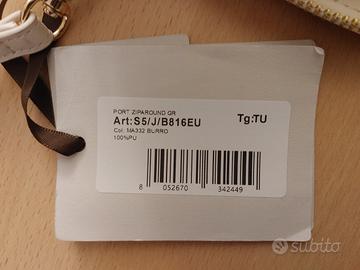 PORT ZIPAROUND GR
Art:S5/J/B816EU Tg:TU
Col: MA332 BURRO
100%PU
8 052670 342449
subito